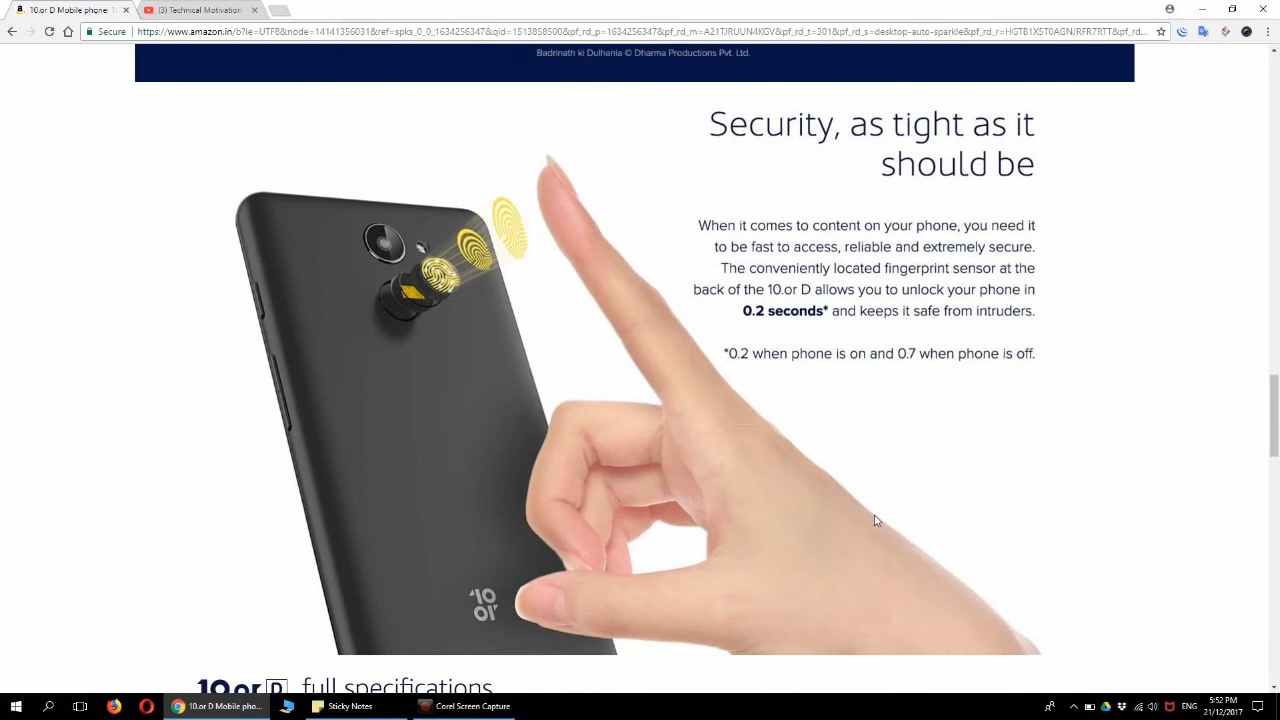 10.or D Mobile phone: 1
(3) Technical Motivation
https://www.amazon.in/b?ie=UTF8&node=14141356031&ref=spks_0_0_1634256347&qid=1513858500&pf_rd_p=1634256347&pf_rd_m=A21TJRUUN4KGV&pf_rd_t=301&pf_rd_s=desktop-auto-sparkle&pf_rd_r=HGTB1X5T0AGNJRFR7RTT&pf_rd...
Badrinath ki Dulhania © Dharma Productions Pvt. Ltd.
Security, as tight as it
should be
When it comes to content on your phone, you need it
to be fast to access, reliable and extremely secure.
The conveniently located fingerprint sensor at the
back of the 10.or D allows you to unlock your phone in
0.2 seconds* and keeps it safe from intruders.
*0.2 when phone is on and 0.7 when phone is off.
10 or
10.or D full specifications
10.or D Mobile pho...
Sticky Notes
Corel Screen Capture
ENG
5:52 PM
21/12/2017